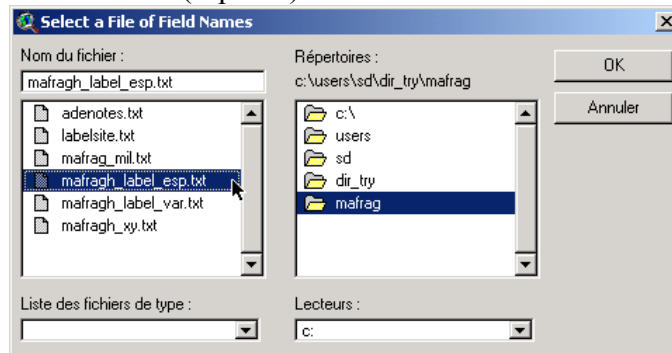 Select a File of Field Names
Nom du fichier :
mafragh_label_esp.txt
adenotes.txt
labelsite.txt
mafrag_mil.txt
mafragh_label_esp.txt
mafragh_label_var.txt
mafragh_xy.txt
Liste des fichiers de type :
Répertoires :
c:\users\sd\dir_try\mafrag
c:\
users
sd
dir_try
mafrag
Lecteurs :
c:
OK
Annuler